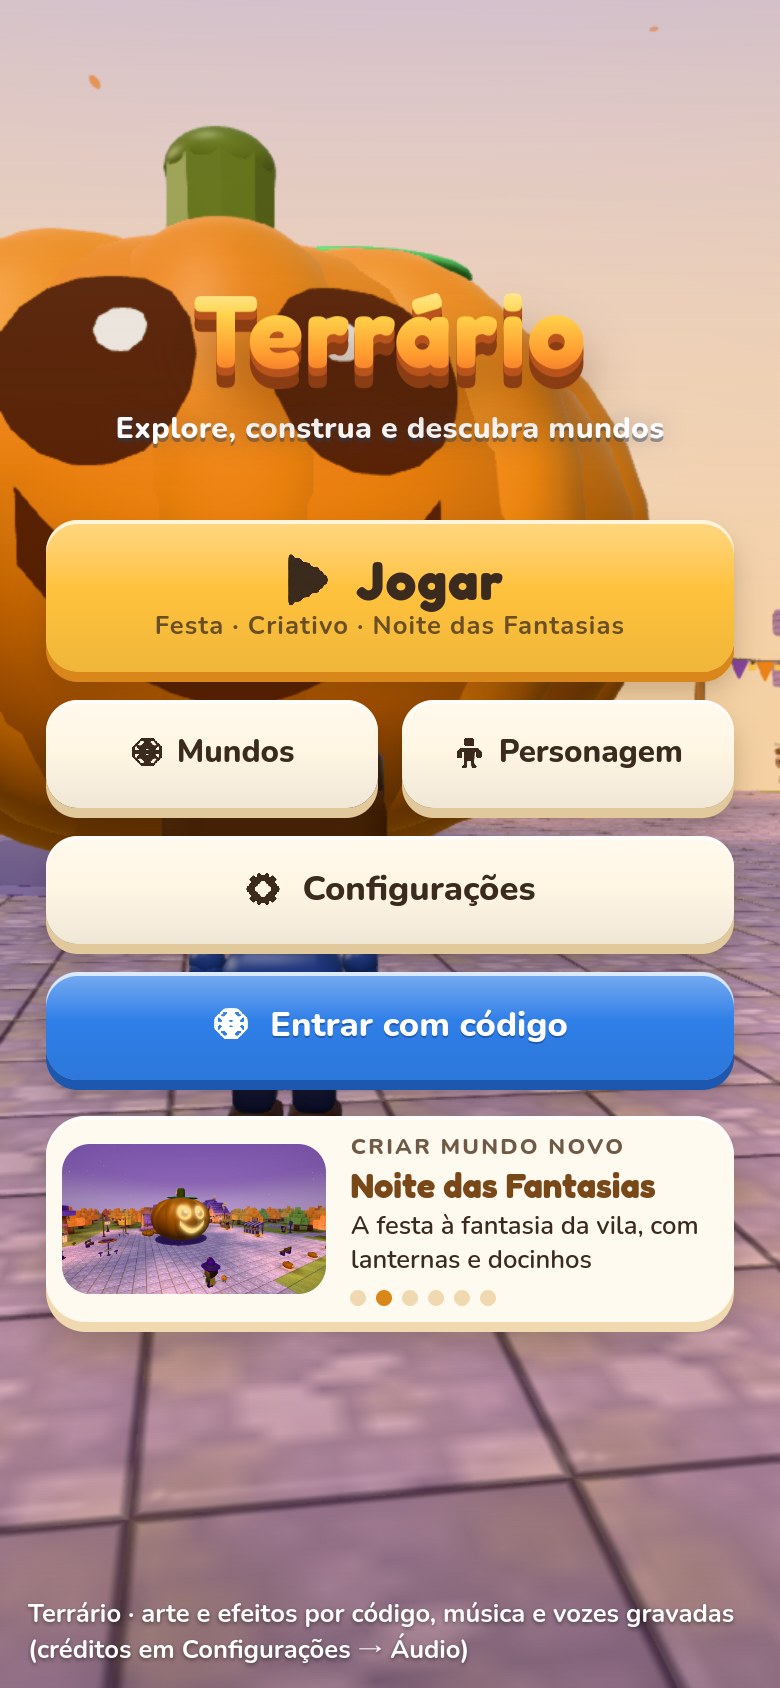 Terrário
Explore, construa e descubra mundos
Jogar
Festa · Criativo · Noite das Fantasias
Mundos
Personagem
Configurações
Entrar com código
CRIAR MUNDO NOVO
Noite das Fantasias
A festa à fantasia da vila, com
lanternas e docinhos
Terrário · arte e efeitos por código, música e vozes gravadas
(créditos em Configurações → Áudio)